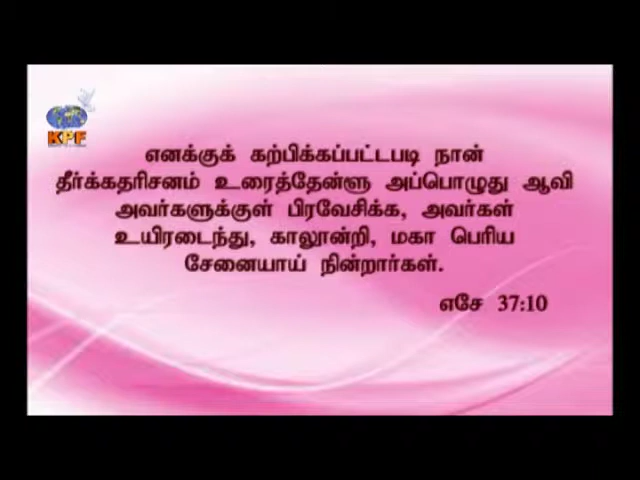 KPF
எனக்குக் கற்பிக்கப்பட்டபடி நான்
தீர்க்கதரிசனம் உரைத்தேன்ளூ அப்பொழுது ஆவி
அவர்களுக்குள் பிரவேசிக்க, அவர்கள்
உயிரடைந்து, காலூன்றி, மகா பெரிய
சேனையாய் நின்றார்கள்.
எசே 37:10